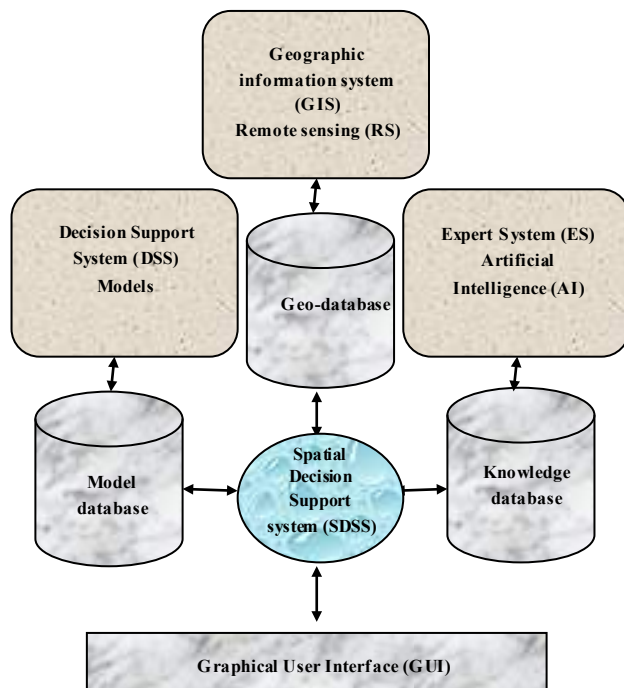 Geographic
information system
(GIS)
Remote sensing (RS)
Decision Support
System (DSS)
Models
Expert System (ES)
Artificial
Intelligence (AI)
Geo-database
Model
database
Spatial
Decision
Support
system (SDSS)
Knowledge
database
Graphical User Interface (GUI)